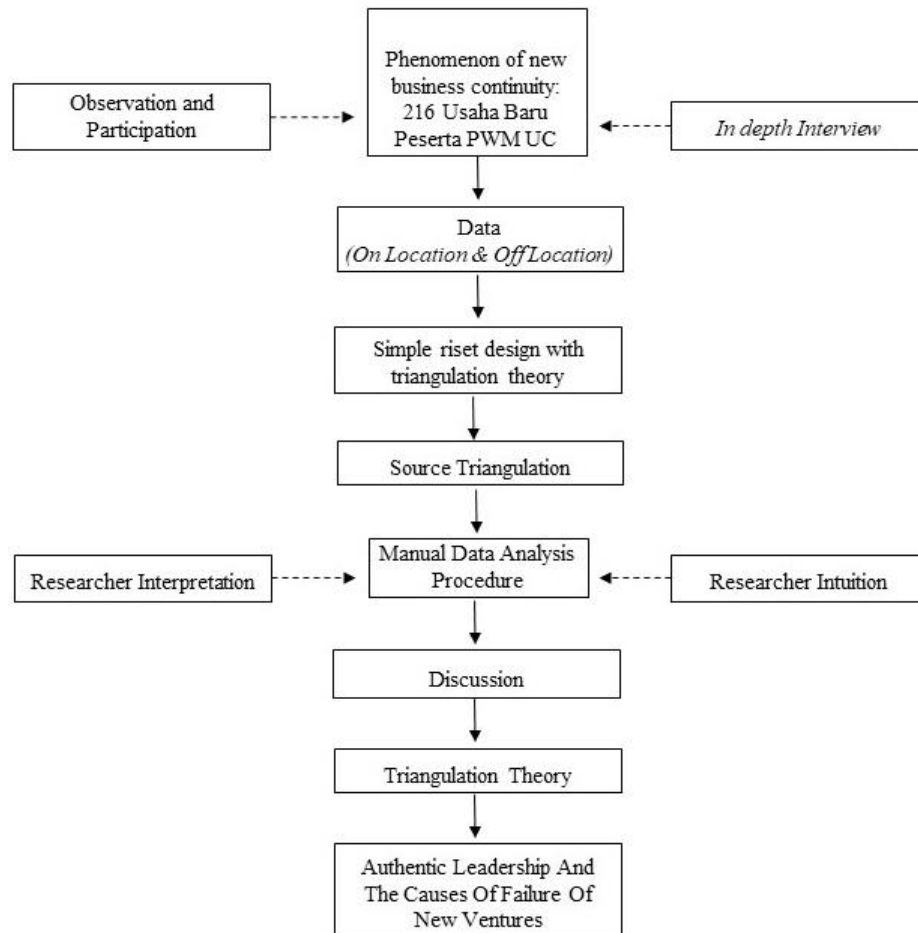 Phenomenon of new
business continuity:
216 Usaha Baru
Peserta PWM UC
Observation and
Participation
In depth Interview
Data
(On Location & Off Location)
Simple riset design with
triangulation theory
Source Triangulation
Manual Data Analysis
Procedure
Researcher Interpretation
Researcher Intuition
Discussion
Triangulation Theory
Authentic Leadership And
The Causes Of Failure Of
New Ventures